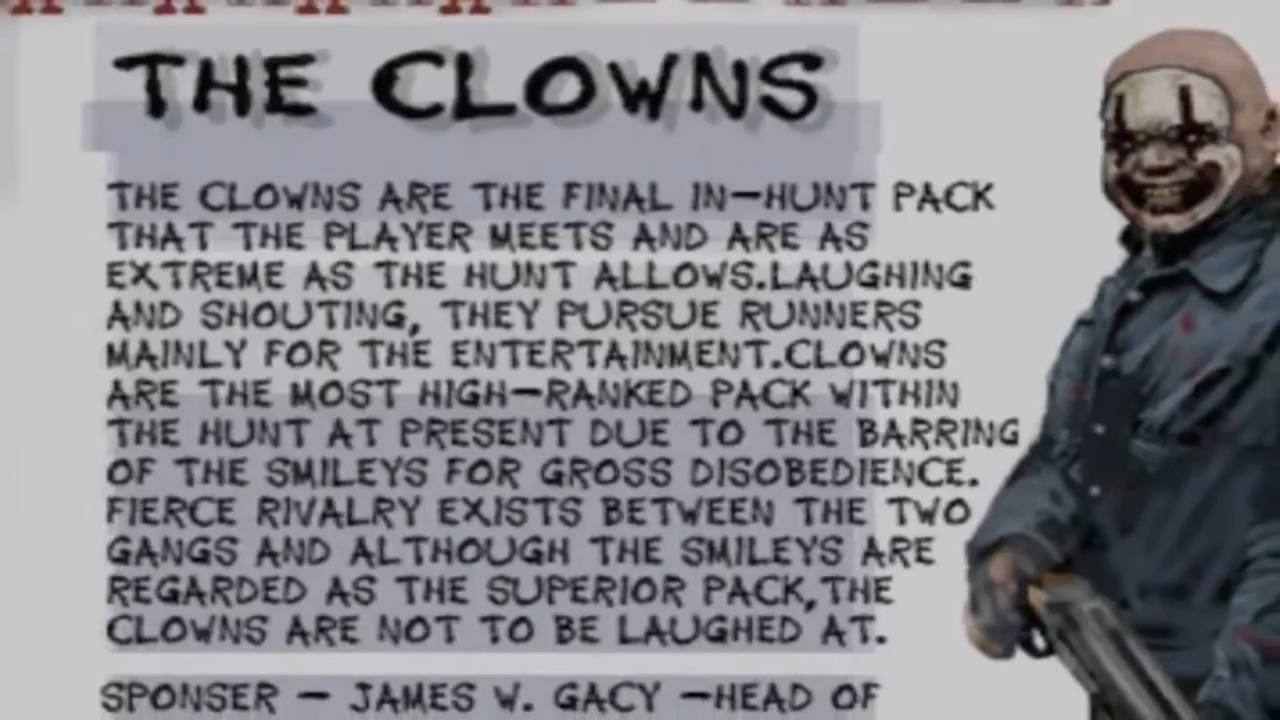 THE CLOWNS
THE CLOWNS ARE THE FINAL IN-HUNT PACK
THAT THE PLAYER MEETS AND ARE AS
EXTREME AS THE HUNT ALLOWS.LAUGHING
AND SHOUTING, THEY PURSUE RUNNERS
MAINLY FOR THE ENTERTAINMENT.CLOWNS
ARE THE MOST HIGH-RANKED PACK WITHIN
THE HUNT AT PRESENT DUE TO THE BARRING
OF THE SMILEYS FOR GROSS DISOBEDIENCE.
FIERCE RIVALRY EXISTS BETWEEN THE TWO
GANGS AND ALTHOUGH THE SMILEYS ARE
REGARDED AS THE SUPERIOR PACK,THE
CLOWNS ARE NOT TO BE LAUGHED AT.
SPONSER - JAMES W. GACY -HEAD OF